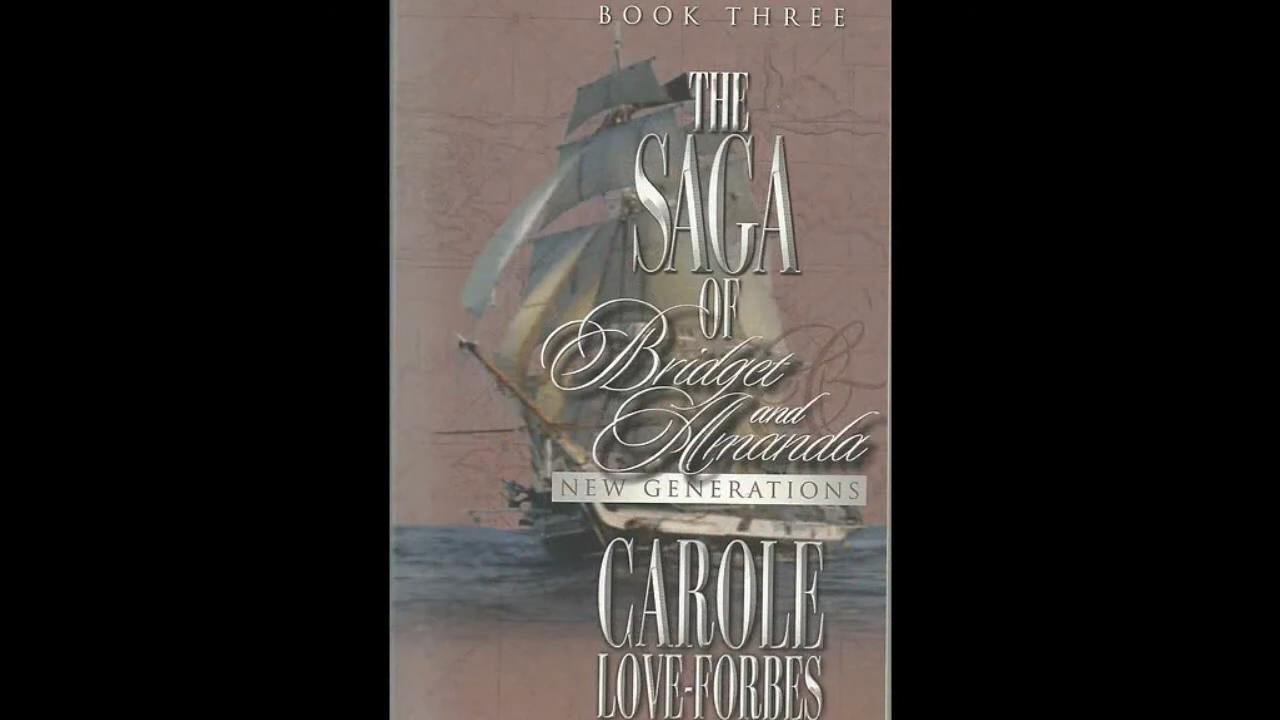 BOOK THREE
THE
SAGA
OF
Bridget
and
Amanda
NEW GENERATIONS
CAROLE
LOVE-FORBES